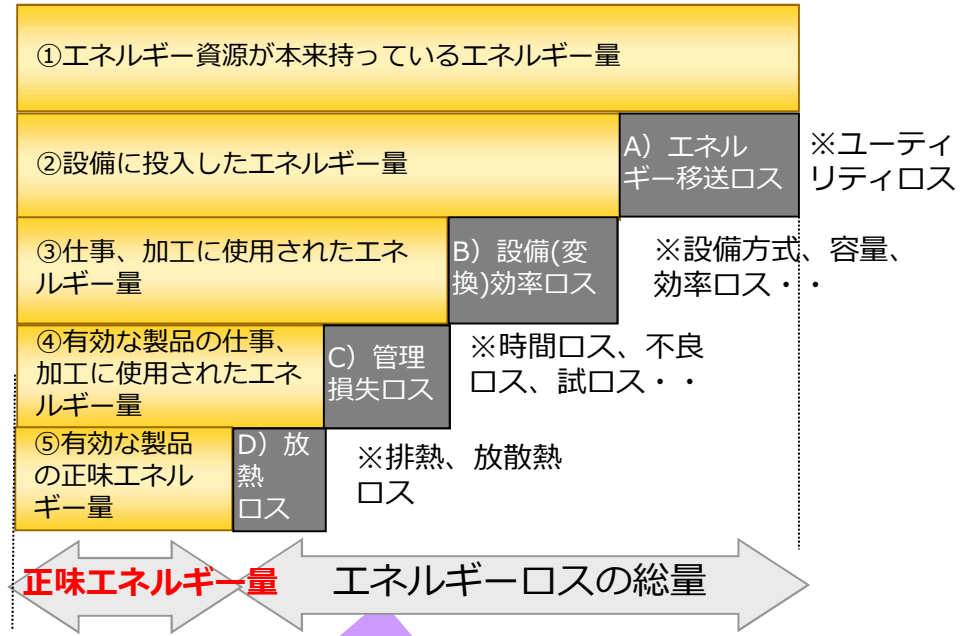 ①エネルギー資源が本来持っているエネルギー量
②設備に投入したエネルギー量
A）エネル
ギー移送ロス
※ユーティ
リティロス
③仕事、加工に使用されたエネ
ルギー量
B）設備(変
換)効率ロス
※設備方式、容量、
効率ロス・・
④有効な製品の仕事、
加工に使用されたエネ
ルギー量
C）管理
損失ロス
※時間ロス、不良
ロス、試ロス・・
⑤有効な製品
の正味エネル
ギー量
D）放
熱
ロス
※排熱、放散熱
ロス
正味エネルギー量
エネルギーロスの総量